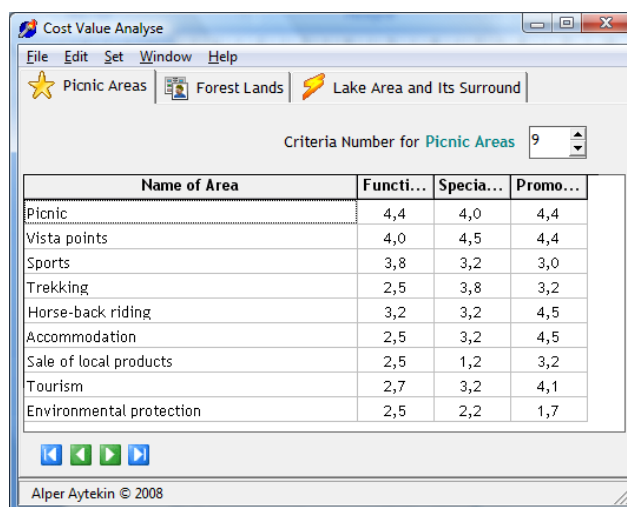 Cost Value Analyse
File Edit Set Window Help
Picnic Areas Forest Lands Lake Area and Its Surround
Criteria Number for Picnic Areas 9
Name of Area Functi... Specia... Promo...
Picnic 4,4 4,0 4,4
Vista points 4,0 4,5 4,4
Sports 3,8 3,2 3,0
Trekking 2,5 3,8 3,2
Horse-back riding 3,2 3,2 4,5
Accommodation 2,5 3,2 4,5
Sale of local products 2,5 1,2 3,2
Tourism 2,7 3,2 4,1
Environmental protection 2,5 2,2 1,7
Alper Aytekin © 2008